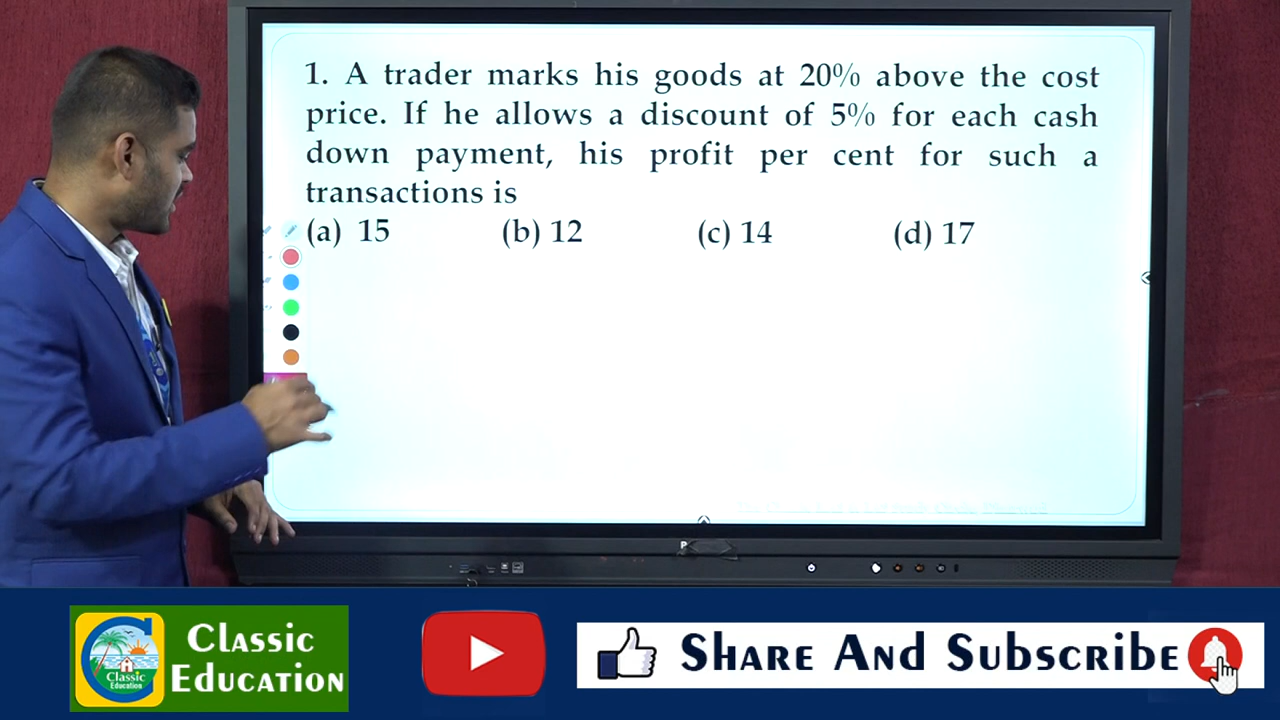 1. A trader marks his goods at 20% above the cost
price. If he allows a discount of 5% for each cash
down payment, his profit per cent for such a
transactions is
(a) 15 (b) 12 (c) 14 (d) 17
Classic
Education
Classic
Education
Share And Subscribe